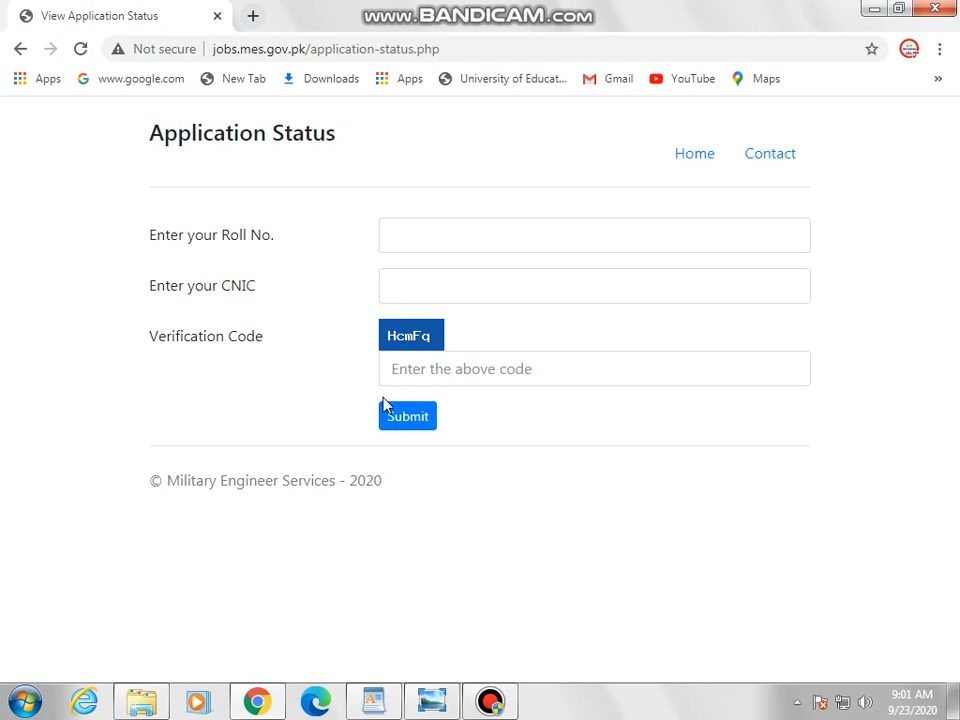 View Application Status
www.BANDICAM.com
Not secure
jobs.mes.gov.pk/application-status.php
Apps
www.google.com
New Tab
Downloads
Apps
University of Educat...
Gmail
YouTube
Maps
»
Application Status
Home
Contact
Enter your Roll No.
Enter your CNIC
Verification Code
HcmFq
Enter the above code
Submit
© Military Engineer Services - 2020
9:01 AM
9/23/2020